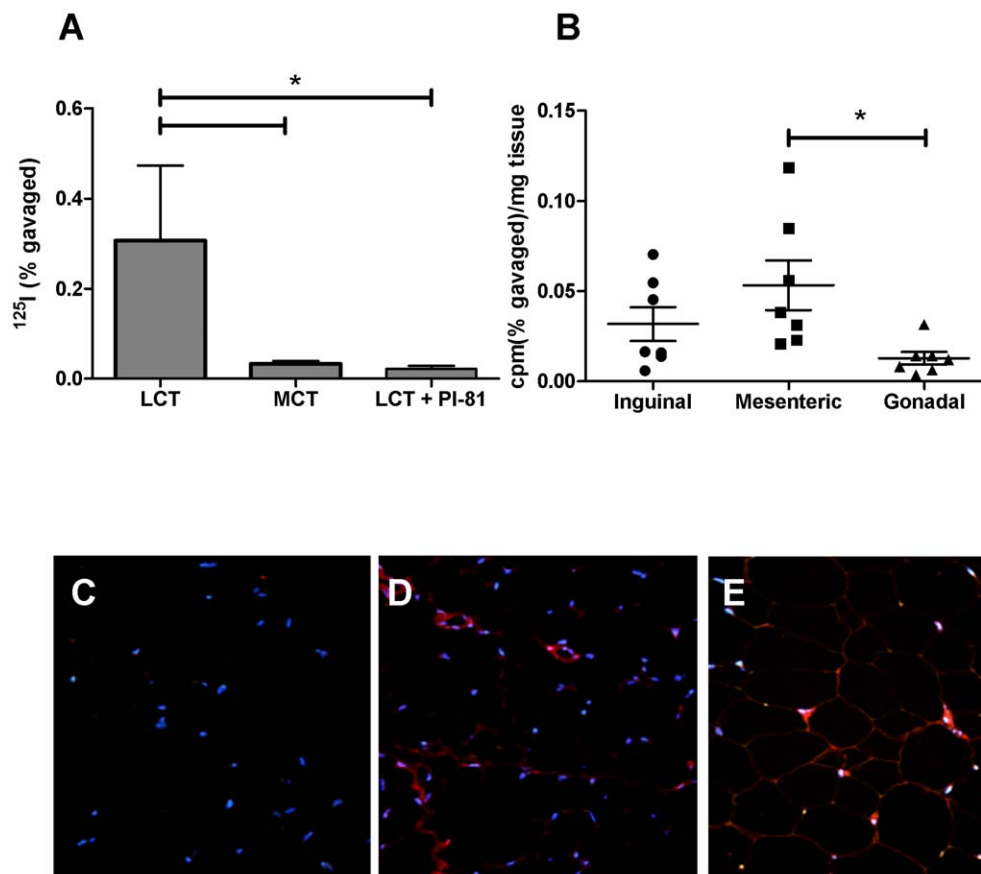 A
*
0.6
0.4
0.2
0.0
¹²⁵I (% gavaged)
LCT MCT LCT + PI-81
B
*
0.15
0.10
0.05
0.00
cpm(% gavaged)/mg tissue
Inguinal Mesenteric Gonadal
C
D
E